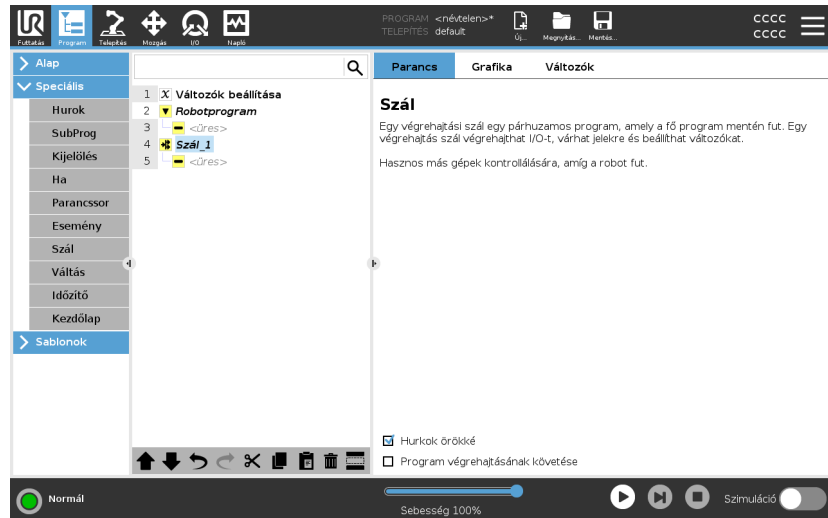 UR
Futtatás
Program
Telepítés
Mozgás
I/O
Napló
PROGRAM <névtelen>*
TELEPÍTÉS default
Új...
Megnyitás...
Mentés...
CCCC
CCCC
Alap
Speciális
Hurok
SubProg
Kijelölés
Ha
Parancssor
Esemény
Szál
Váltás
Időzítő
Kezdőlap
Sablonok
1 X Változók beállítása
2 Robotprogram
3 <üres>
4 Szál_1
5 <üres>
Parancs Grafika Változók
Szál
Egy végrehajtási szál egy párhuzamos program, amely a fő program mentén fut. Egy
végrehajtás szál végrehajthat I/O-t, várhat jelekre és beállíthat változókat.
Hasznos más gépek kontrollálására, amíg a robot fut.
Hurkok örökké
Program végrehajtásának követése
Normál
Sebesség 100%
Szimuláció